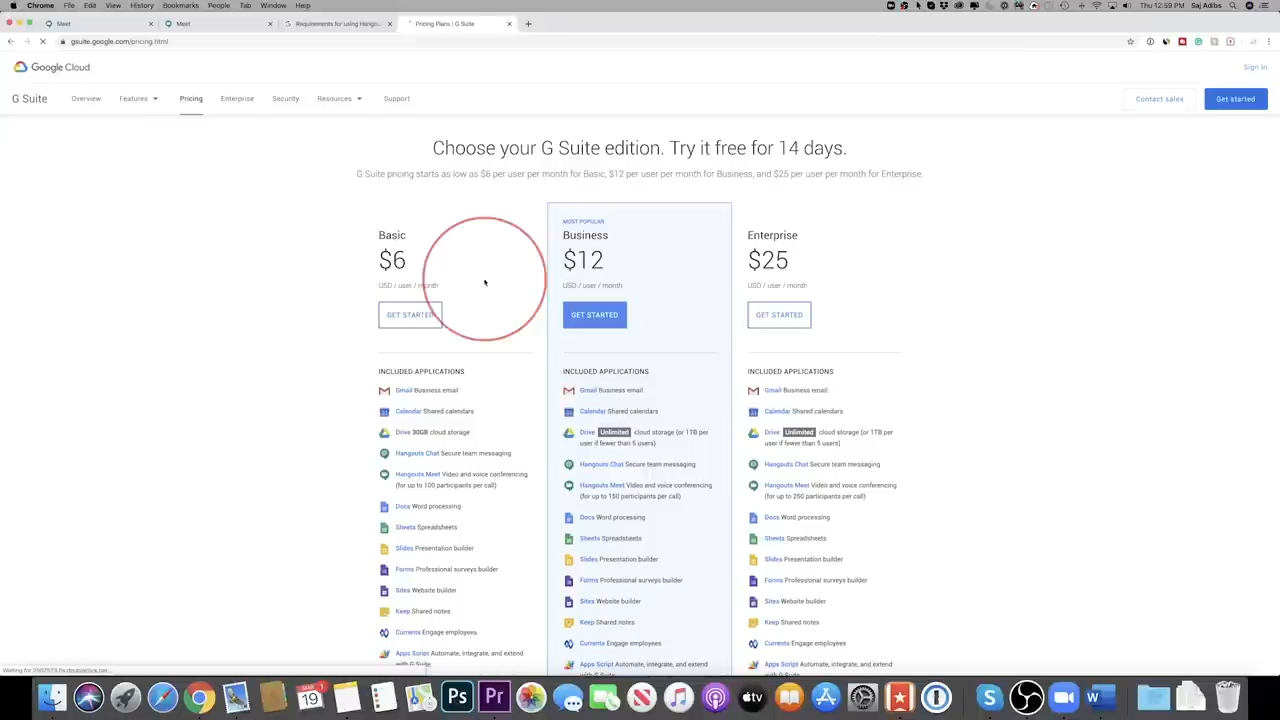 Chrome File Edit View History Bookmarks People Tab Window Help
Thu 12:59 PM Saj Adibs
Meet
Meet
Requirements for using Hangou
Pricing Plans | G Suite
gsuite.google.com/pricing.html
Google Cloud
Sign in
G Suite Overview Features Pricing Enterprise Security Resources Support
Contact sales
Get started
Choose your G Suite edition. Try it free for 14 days.
G Suite pricing starts as low as $6 per user per month for Basic, $12 per user per month for Business, and $25 per user per month for Enterprise.
Basic
$6
USD / user / month
GET STARTED
INCLUDED APPLICATIONS
Gmail Business email
Calendar Shared calendars
Drive 30GB cloud storage
Hangouts Chat Secure team messaging
Hangouts Meet Video and voice conferencing
(for up to 100 participants per call)
Docs Word processing
Sheets Spreadsheets
Slides Presentation builder
Forms Professional surveys builder
Sites Website builder
Keep Shared notes
Currents Engage employees
Apps Script Automate, integrate, and extend
with G Suite
MOST POPULAR
Business
$12
USD / user / month
GET STARTED
INCLUDED APPLICATIONS
Gmail Business email
Calendar Shared calendars
Drive Unlimited cloud storage (or 1TB per
user if fewer than 5 users)
Hangouts Chat Secure team messaging
Hangouts Meet Video and voice conferencing
(for up to 150 participants per call)
Docs Word processing
Sheets Spreadsheets
Slides Presentation builder
Forms Professional surveys builder
Sites Website builder
Keep Shared notes
Currents Engage employees
Apps Script Automate, integrate, and extend
Enterprise
$25
USD / user / month
GET STARTED
INCLUDED APPLICATIONS
Gmail Business email
Calendar Shared calendars
Drive Unlimited cloud storage (or 1TB per
user if fewer than 5 users)
Hangouts Chat Secure team messaging
Hangouts Meet Video and voice conferencing
(for up to 250 participants per call)
Docs Word processing
Sheets Spreadsheets
Slides Presentation builder
Forms Professional surveys builder
Sites Website builder
Keep Shared notes
Currents Engage employees
Apps Script Automate, integrate, and extend
Waiting for
MAR
19
Ps
Pr
tv